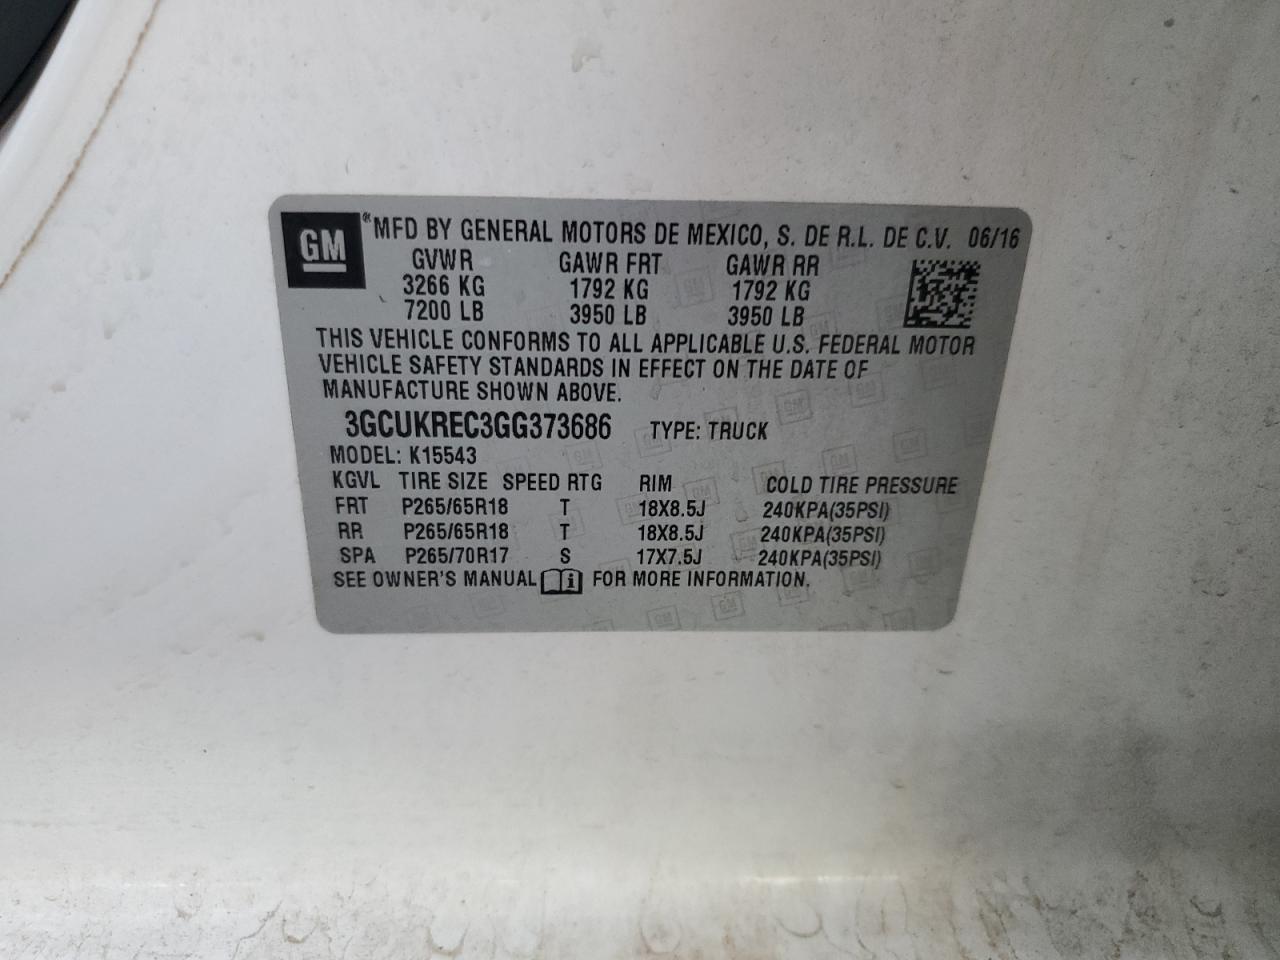 GM ® MFD BY GENERAL MOTORS DE MEXICO, S. DE R.L. DE C.V. 06/16
GVWR GAWR FRT GAWR RR
3266 KG 1792 KG 1792 KG
7200 LB 3950 LB 3950 LB
THIS VEHICLE CONFORMS TO ALL APPLICABLE U.S. FEDERAL MOTOR
VEHICLE SAFETY STANDARDS IN EFFECT ON THE DATE OF
MANUFACTURE SHOWN ABOVE.
3GCUKREC3GG373686 TYPE: TRUCK
MODEL: K15543
KGVL TIRE SIZE SPEED RTG RIM COLD TIRE PRESSURE
FRT P265/65R18 T 18X8.5J 240KPA(35PSI)
RR P265/65R18 T 18X8.5J 240KPA(35PSI)
SPA P265/70R17 S 17X7.5J 240KPA(35PSI)
SEE OWNER'S MANUAL i FOR MORE INFORMATION.